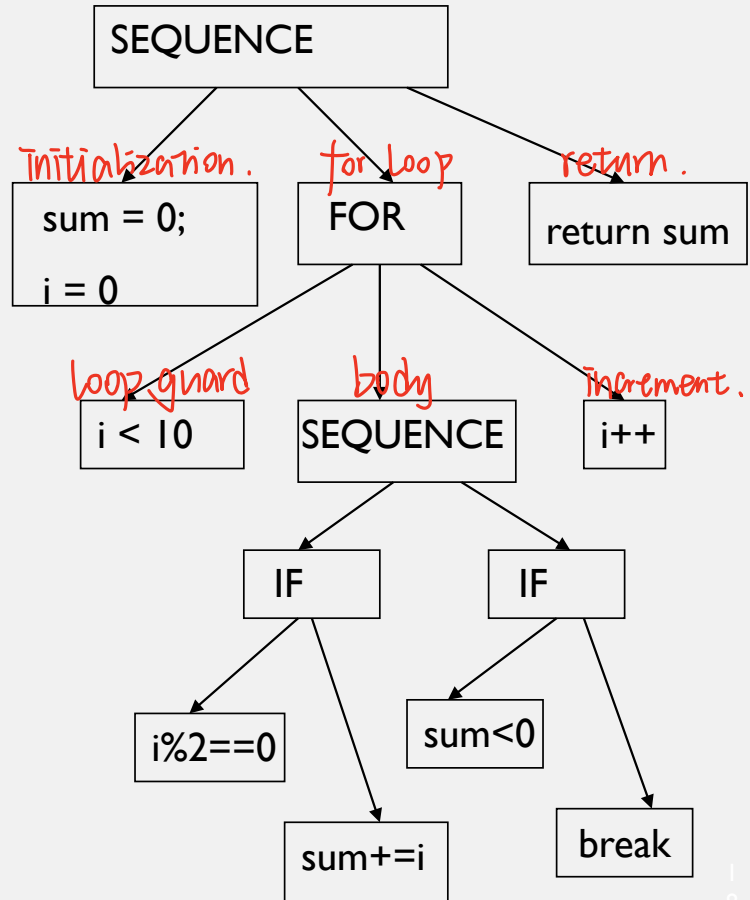 SEQUENCE
initialization.
for loop
return.
sum = 0;
i = 0
FOR
return sum
loop guard
body
increment.
i < 10
SEQUENCE
i++
IF
IF
i%2==0
sum<0
sum+=i
break